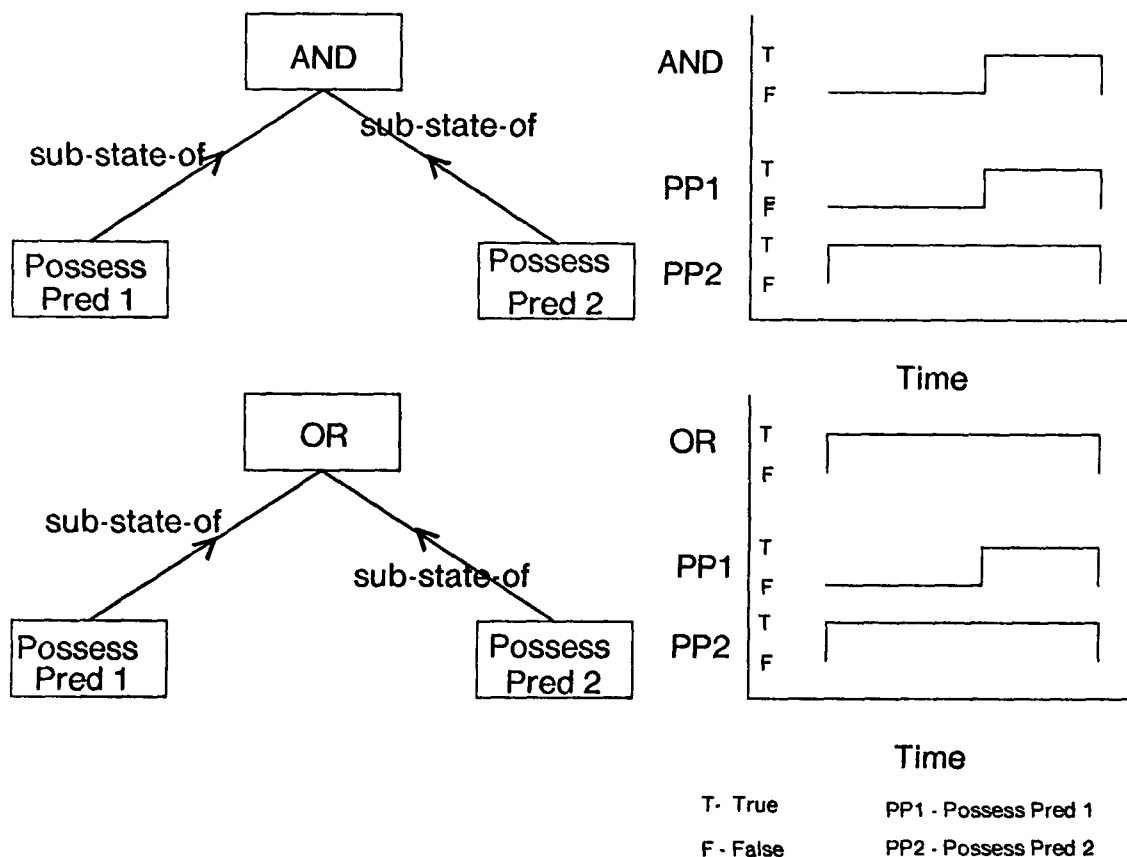 AND
sub-state-of
sub-state-of
Possess
Pred 1
Possess
Pred 2
AND
T
F
PP1
T
F
PP2
T
F
Time
OR
sub-state-of
sub-state-of
Possess
Pred 1
Possess
Pred 2
OR
T
F
PP1
T
F
PP2
T
F
Time
T- True
PP1 - Possess Pred 1
F - False
PP2 - Possess Pred 2